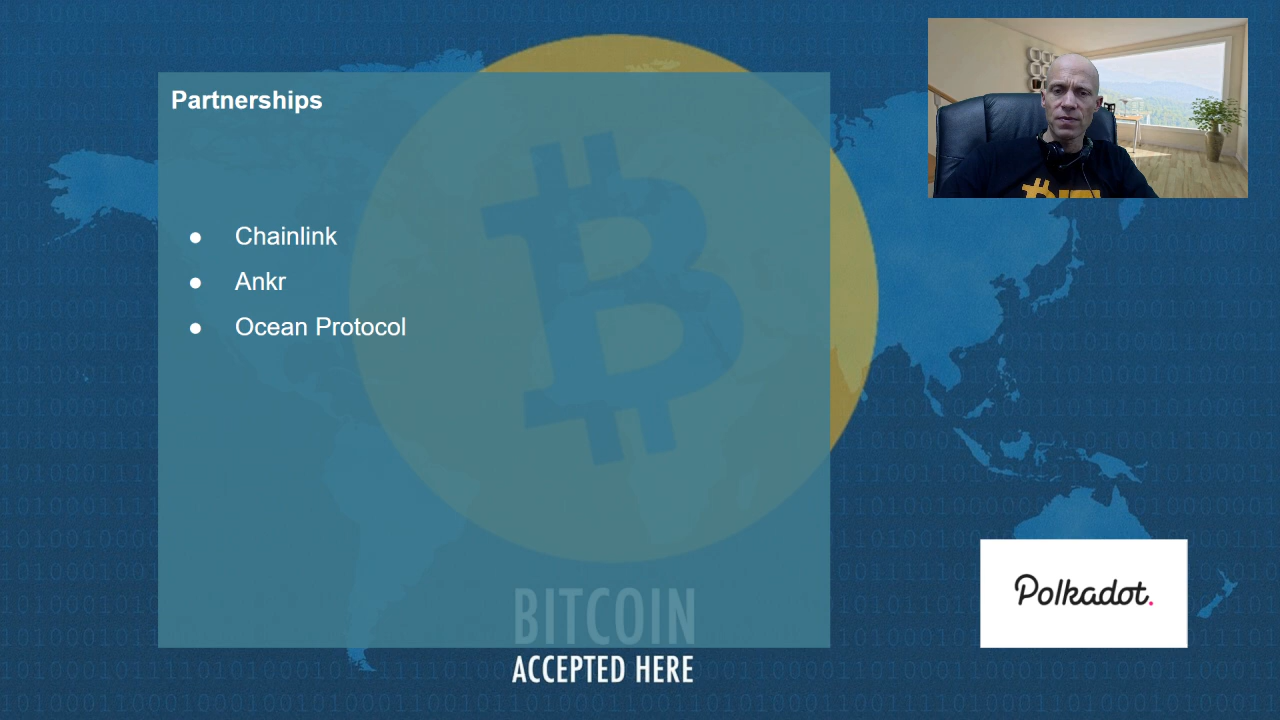 Partnerships
● Chainlink
● Ankr
● Ocean Protocol
BITCOIN
ACCEPTED HERE
Polkadot.